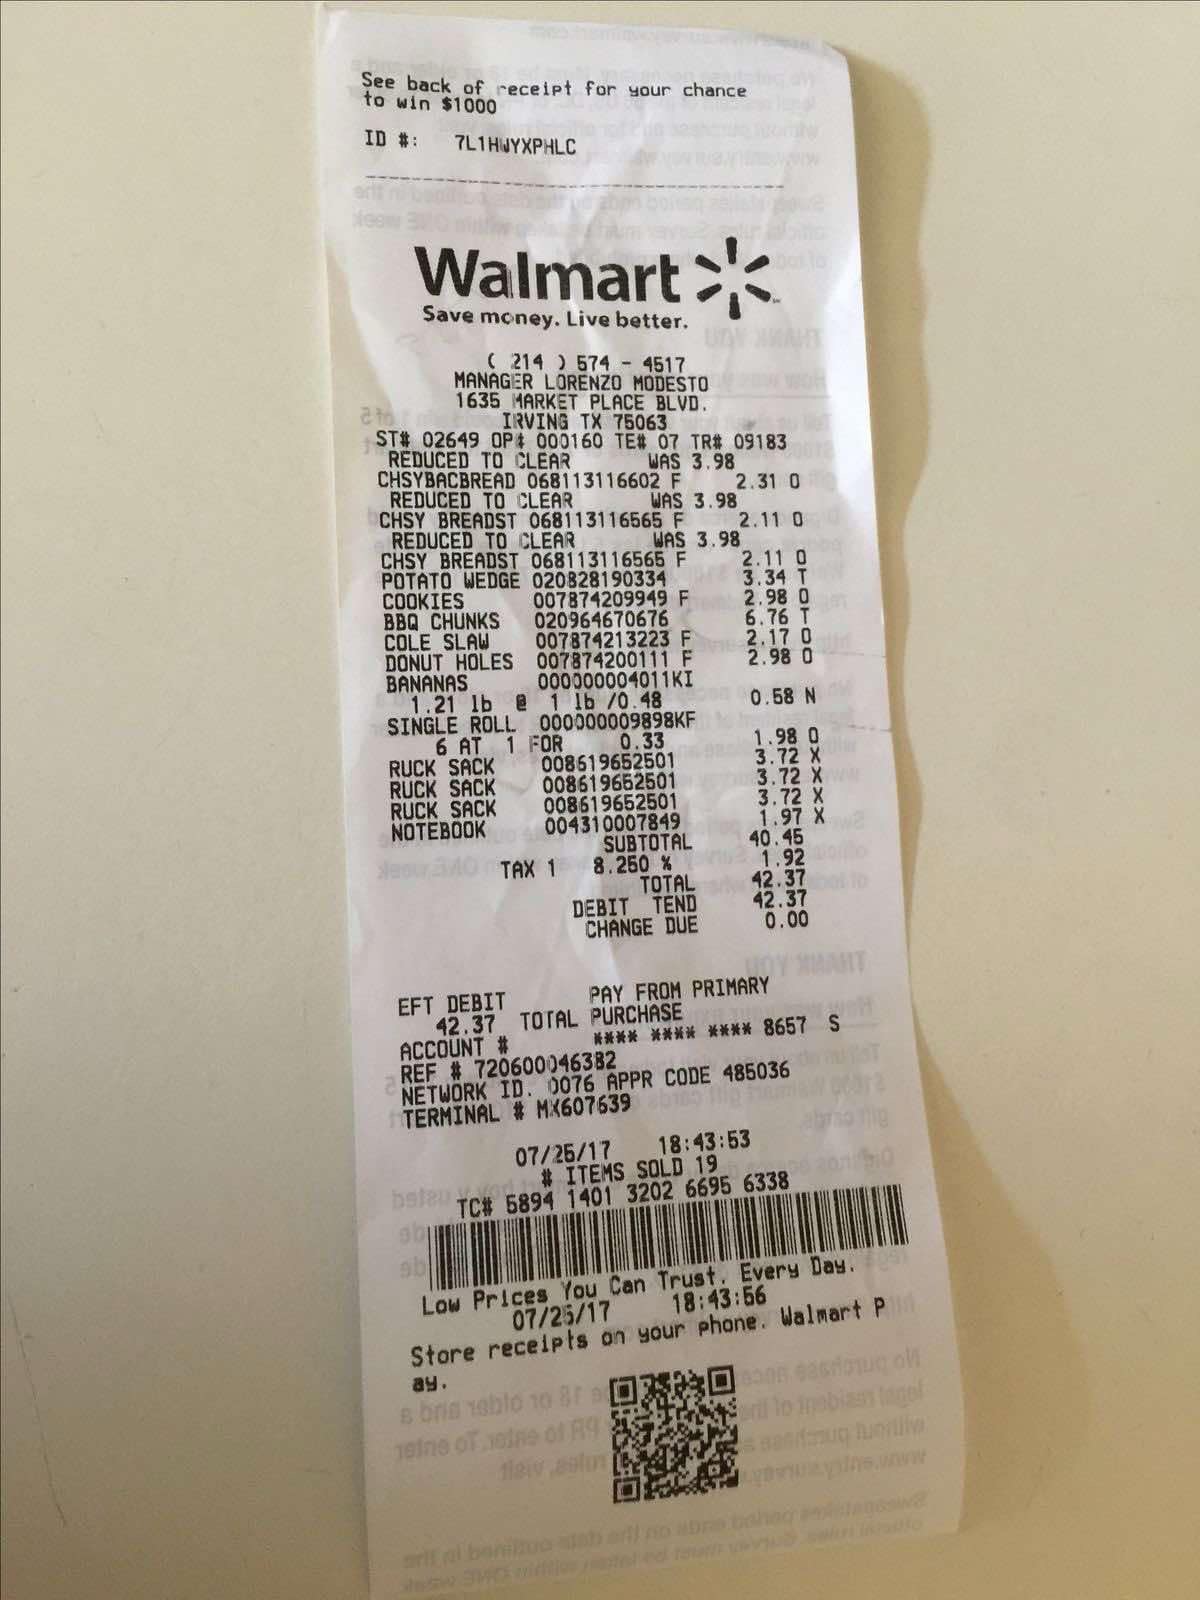 See back of receipt for your chance
to win $1000
ID #: 7L1HWYXPHLC
Walmart
Save money. Live better.
( 214 ) 574 - 4517
MANAGER LORENZO MODESTO
1635 MARKET PLACE BLVD.
IRVING TX 75063
ST# 02649 OP# 000160 TE# 07 TR# 09183
REDUCED TO CLEAR WAS 3.98
CHSYBACBREAD 068113116602 F 2.31 O
REDUCED TO CLEAR WAS 3.98
CHSY BREADST 068113116565 F 2.11 O
REDUCED TO CLEAR WAS 3.98
CHSY BREADST 068113116565 F 2.11 O
POTATO WEDGE 020828190334 3.34 T
COOKIES 007874209949 F 2.98 O
BBQ CHUNKS 020964670676 6.76 T
COLE SLAW 007874213223 F 2.17 O
DONUT HOLES 007874200111 F 2.98 O
BANANAS 000000004011KI
1.21 lb @ 1 lb /0.48 0.58 N
SINGLE ROLL 000000009898KF
6 AT 1 FOR 0.33 1.98 O
RUCK SACK 008619652501 3.72 X
RUCK SACK 008619652501 3.72 X
RUCK SACK 008619652501 3.72 X
NOTEBOOK 004310007849 1.97 X
SUBTOTAL 40.45
TAX 1 8.250 % 1.92
TOTAL 42.37
DEBIT TEND 42.37
CHANGE DUE 0.00
EFT DEBIT PAY FROM PRIMARY
42.37 TOTAL PURCHASE
ACCOUNT # **** **** **** 8657 S
REF # 720600046382
NETWORK ID. 0076 APPR CODE 485036
TERMINAL # MX607639
07/25/17 18:43:53
# ITEMS SOLD 19
TC# 5894 1401 3202 6695 6338
Low Prices You Can Trust. Every Day.
07/25/17 18:43:56
Store receipts on your phone. Walmart P
ay.